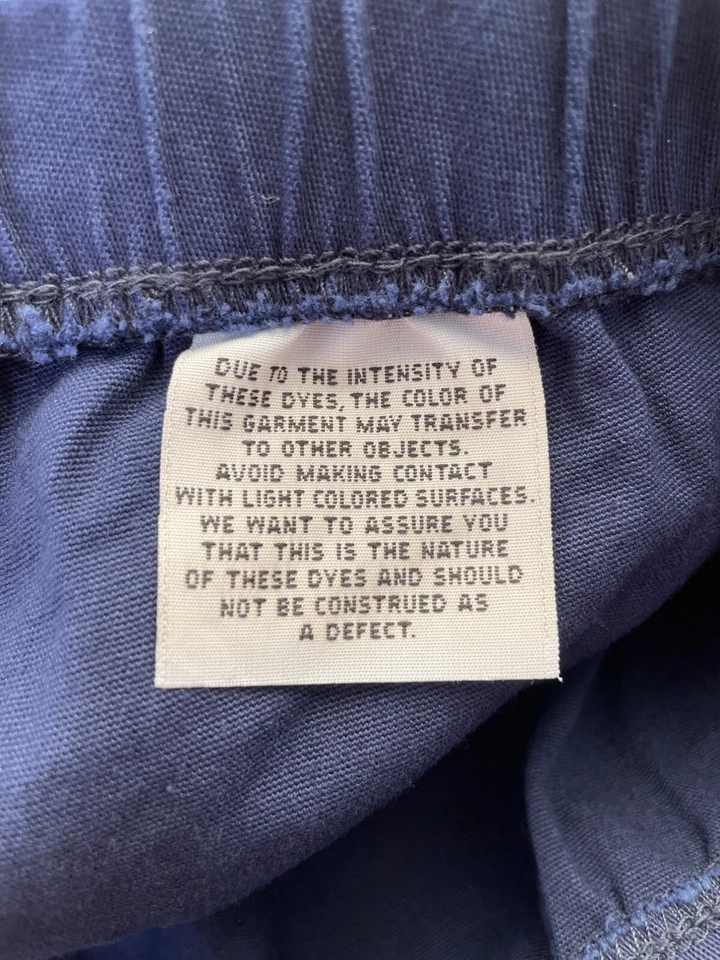 DUE TO THE INTENSITY OF
THESE DYES, THE COLOR OF
THIS GARMENT MAY TRANSFER
TO OTHER OBJECTS.
AVOID MAKING CONTACT
WITH LIGHT COLORED SURFACES.
WE WANT TO ASSURE YOU
THAT THIS IS THE NATURE
OF THESE DYES AND SHOULD
NOT BE CONSTRUED AS
A DEFECT.